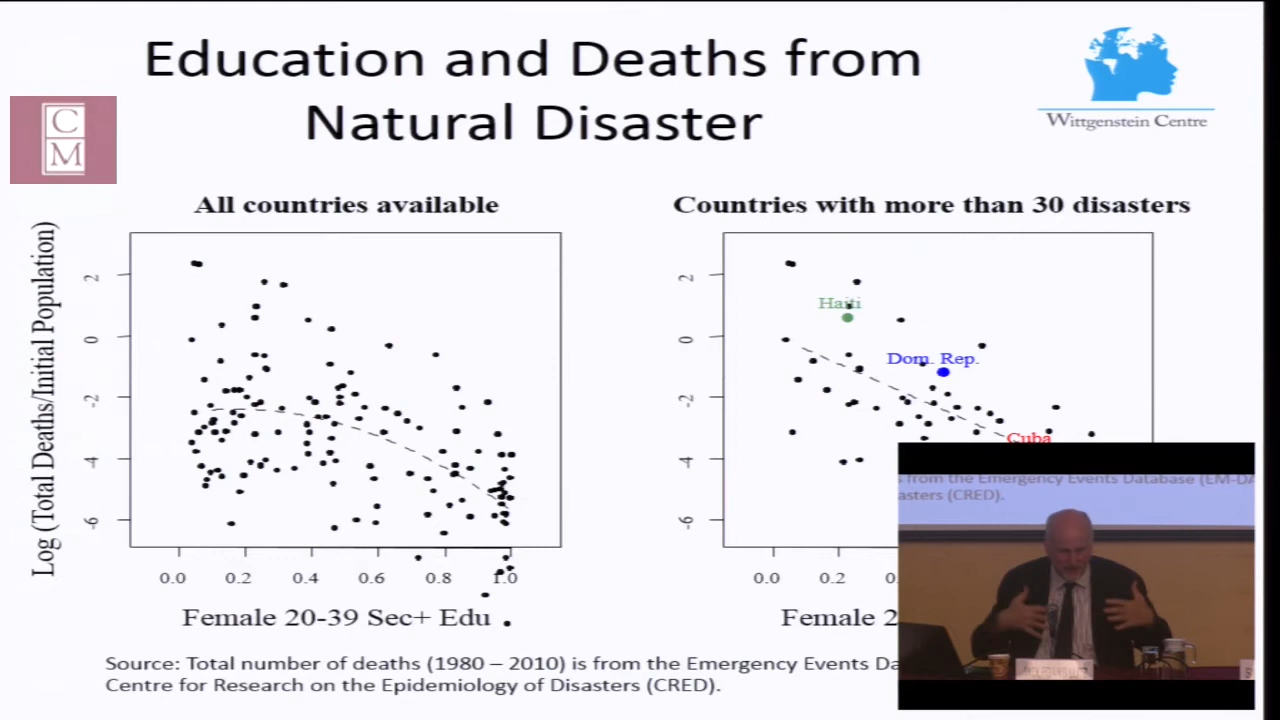 Education and Deaths from
Natural Disaster
C
M
Wittgenstein Centre
All countries available
Countries with more than 30 disasters
Log (Total Deaths/Initial Population)
2
0
-2
-4
-6
0.0 0.2 0.4 0.6 0.8 1.0
Female 20-39 Sec+ Edu
2
0
-2
-4
-6
Haiti
Dom. Rep.
Cuba
0.0 0.2
Female 2
from the Emergency Events Database (EM-DA
asters (CRED).
Source: Total number of deaths (1980 – 2010) is from the Emergency Events Da
Centre for Research on the Epidemiology of Disasters (CRED).